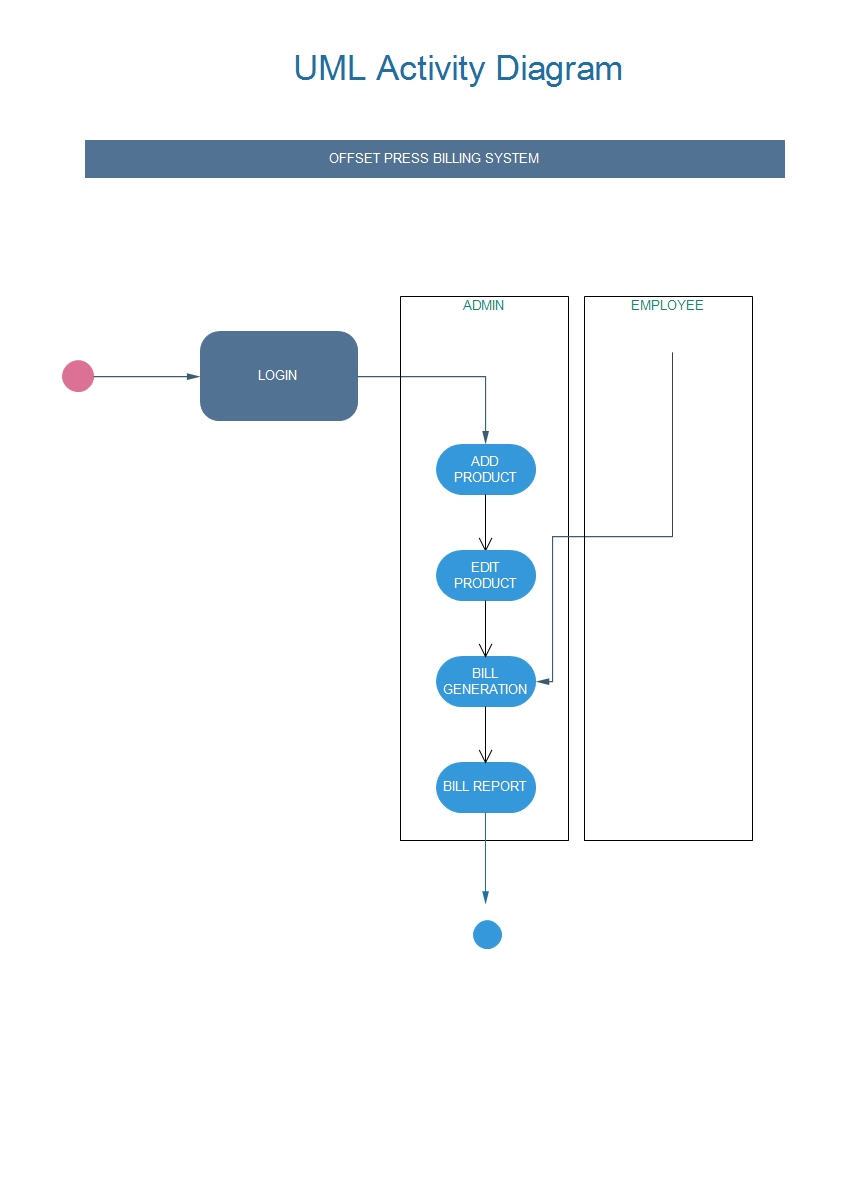 UML Activity Diagram
OFFSET PRESS BILLING SYSTEM
ADMIN
EMPLOYEE
LOGIN
ADD
PRODUCT
EDIT
PRODUCT
BILL
GENERATION
BILL REPORT